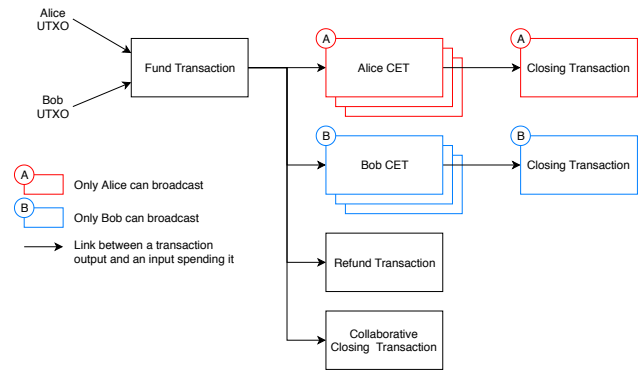 Alice
UTXO
Bob
UTXO
Fund Transaction
A
Alice CET
A
Closing Transaction
B
Bob CET
B
Closing Transaction
Refund Transaction
Collaborative
Closing Transaction
A
Only Alice can broadcast
B
Only Bob can broadcast
Link between a transaction
output and an input spending it